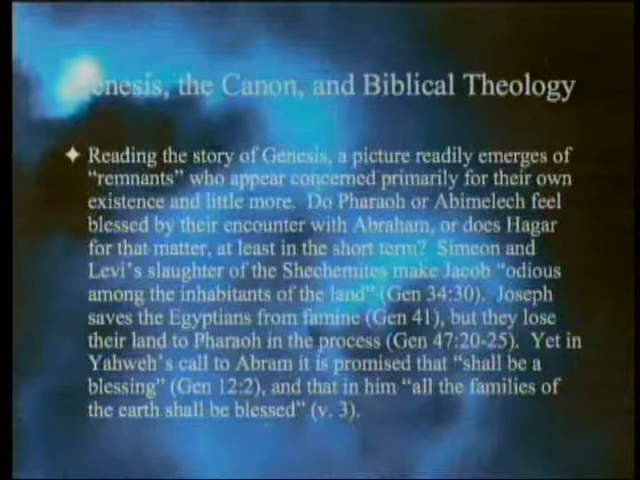 Genesis, the Canon, and Biblical Theology
Reading the story of Genesis, a picture readily emerges of
“remnants” who appear concerned primarily for their own
existence and little more. Do Pharaoh or Abimelech feel
blessed by their encounter with Abraham, or does Hagar
for that matter, at least in the short term? Simeon and
Levi’s slaughter of the Shechemites make Jacob “odious
among the inhabitants of the land” (Gen 34:30). Joseph
saves the Egyptians from famine (Gen 41), but they lose
their land to Pharaoh in the process (Gen 47:20-25). Yet in
Yahweh’s call to Abram it is promised that “shall be a
blessing” (Gen 12:2), and that in him “all the families of
the earth shall be blessed” (v. 3).